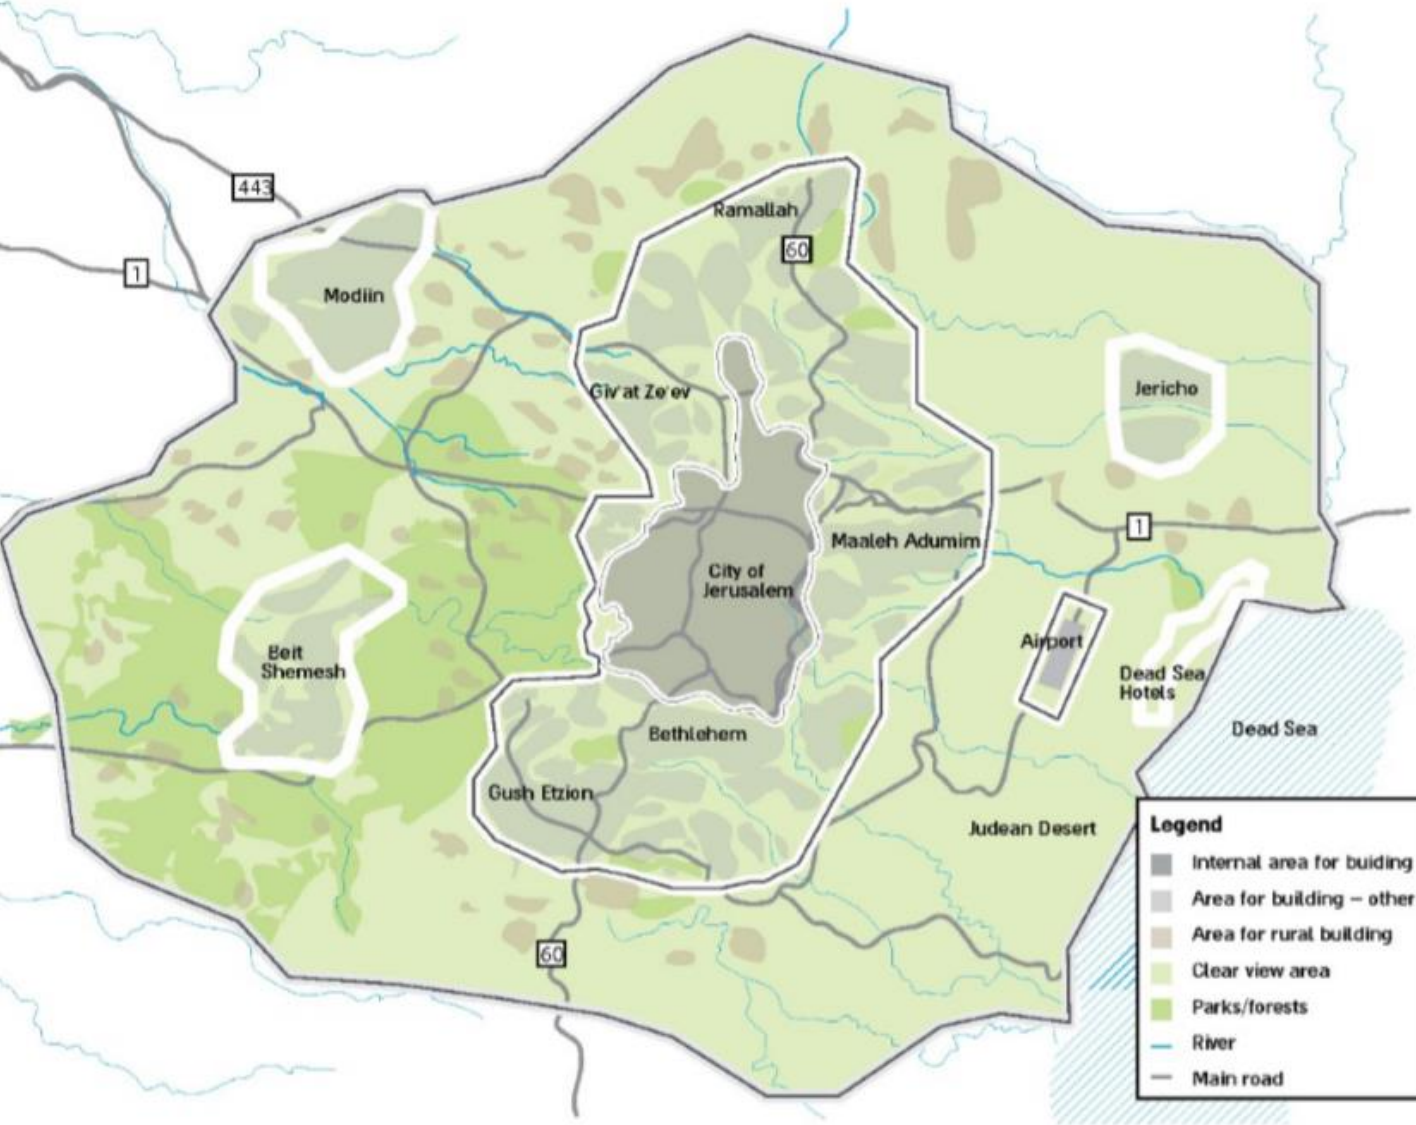 443
Ramallah
60
1
Modiin
Jericho
Giv'at Ze'ev
1
Maaleh Adumim
City of
Jerusalem
Beit
Shemesh
Airport
Dead Sea
Hotels
Dead Sea
Bethlehem
Gush Etzion
Judean Desert
60
Legend
Internal area for buiding
Area for building – other
Area for rural building
Clear view area
Parks/forests
River
Main road